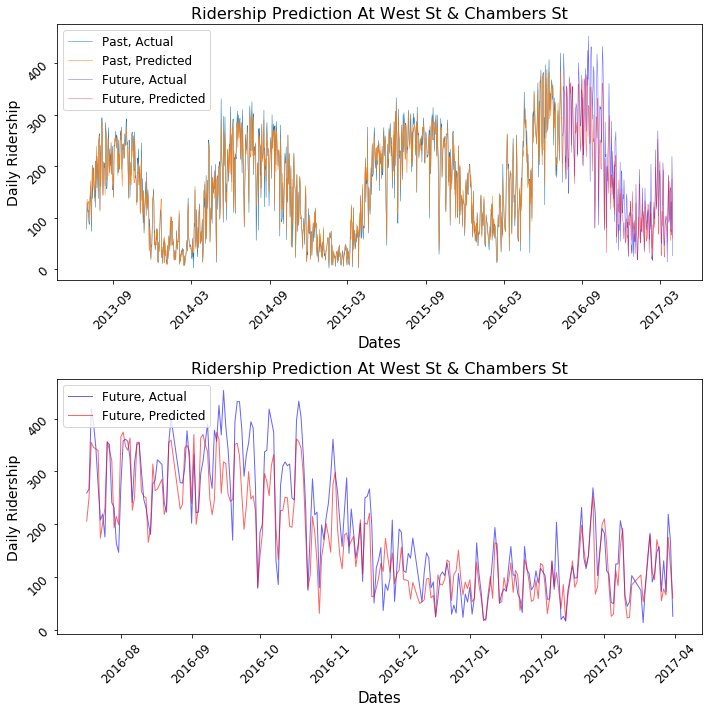 Ridership Prediction At West St & Chambers St
Past, Actual
Past, Predicted
Future, Actual
Future, Predicted
400
300
200
100
0
Daily Ridership
2013-09
2014-03
2014-09
2015-03
2015-09
2016-03
2016-09
2017-03
Dates
Ridership Prediction At West St & Chambers St
Future, Actual
Future, Predicted
400
300
200
100
0
Daily Ridership
2016-08
2016-09
2016-10
2016-11
2016-12
2017-01
2017-02
2017-03
2017-04
Dates